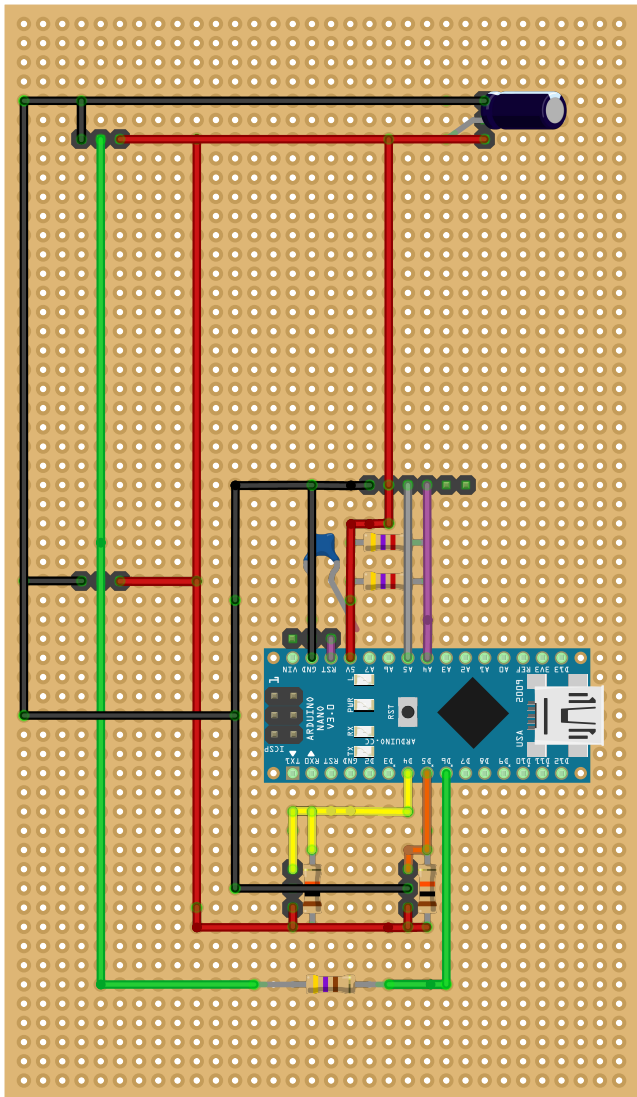 VIN GND RST 5V A7 A6 A5 A4 A3 A2 A1 A0 REF 3V3 D13
L
PWR
RX
TX
RST
ARDUINO
NANO
V3.0
ICSP
ARDUINO.CC
USA
2009
TX1 RX0 RST GND D2 D3 D4 D5 D6 D7 D8 D9 D10 D11 D12